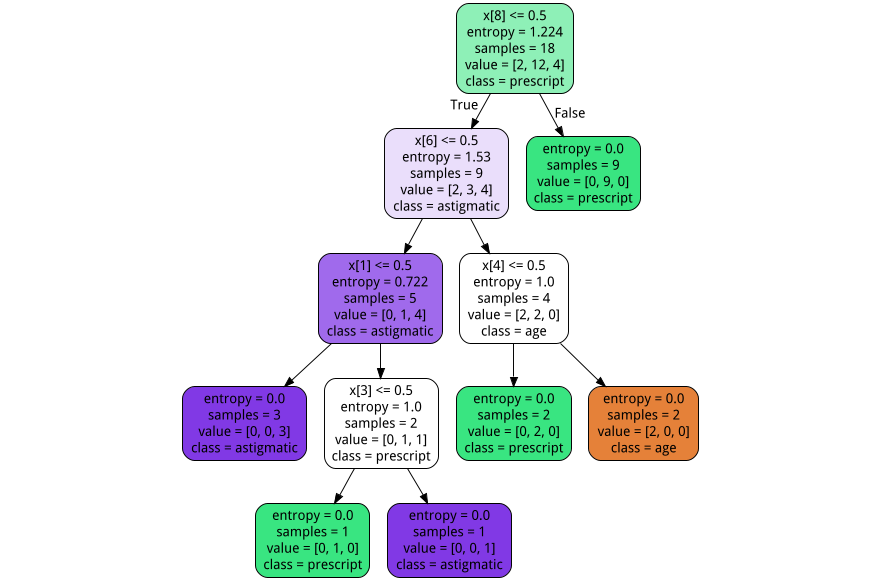 x[8] <= 0.5
entropy = 1.224
samples = 18
value = [2, 12, 4]
class = prescript
True
False
x[6] <= 0.5
entropy = 1.53
samples = 9
value = [2, 3, 4]
class = astigmatic
entropy = 0.0
samples = 9
value = [0, 9, 0]
class = prescript
x[1] <= 0.5
entropy = 0.722
samples = 5
value = [0, 1, 4]
class = astigmatic
x[4] <= 0.5
entropy = 1.0
samples = 4
value = [2, 2, 0]
class = age
entropy = 0.0
samples = 3
value = [0, 0, 3]
class = astigmatic
x[3] <= 0.5
entropy = 1.0
samples = 2
value = [0, 1, 1]
class = prescript
entropy = 0.0
samples = 2
value = [0, 2, 0]
class = prescript
entropy = 0.0
samples = 2
value = [2, 0, 0]
class = age
entropy = 0.0
samples = 1
value = [0, 1, 0]
class = prescript
entropy = 0.0
samples = 1
value = [0, 0, 1]
class = astigmatic